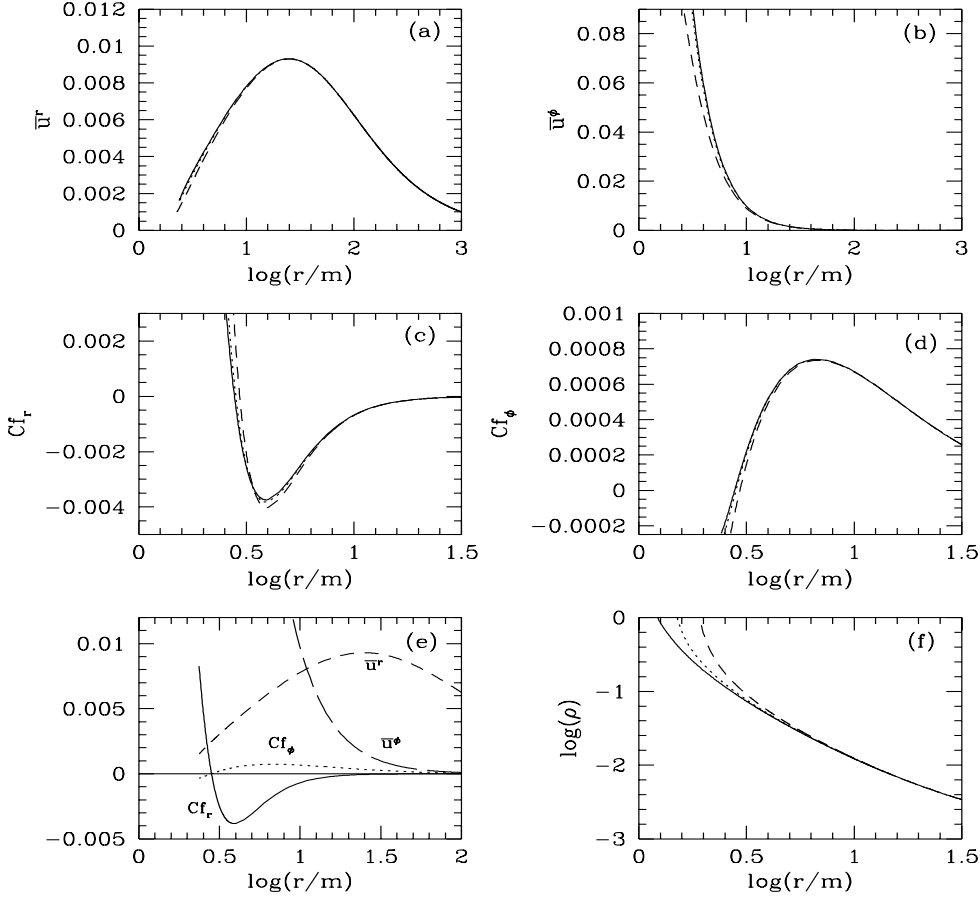 0.012
0.01
0.008
0.006
0.004
0.002
0
u̅ʳ
(a)
0 1 2 3
log(r/m)
0.08
0.06
0.04
0.02
0
u̅ᵠ
(b)
0 1 2 3
log(r/m)
0.002
0
−0.002
−0.004
Cfᵣ
(c)
0 0.5 1 1.5
log(r/m)
0.001
0.0008
0.0006
0.0004
0.0002
0
−0.0002
Cfᵩ
(d)
0 0.5 1 1.5
log(r/m)
0.01
0.005
0
−0.005
(e)
u̅ʳ
u̅ᵠ
Cfᵩ
Cfᵣ
0 0.5 1 1.5 2
log(r/m)
0
−1
−2
−3
log(ρ)
(f)
0 0.5 1 1.5
log(r/m)